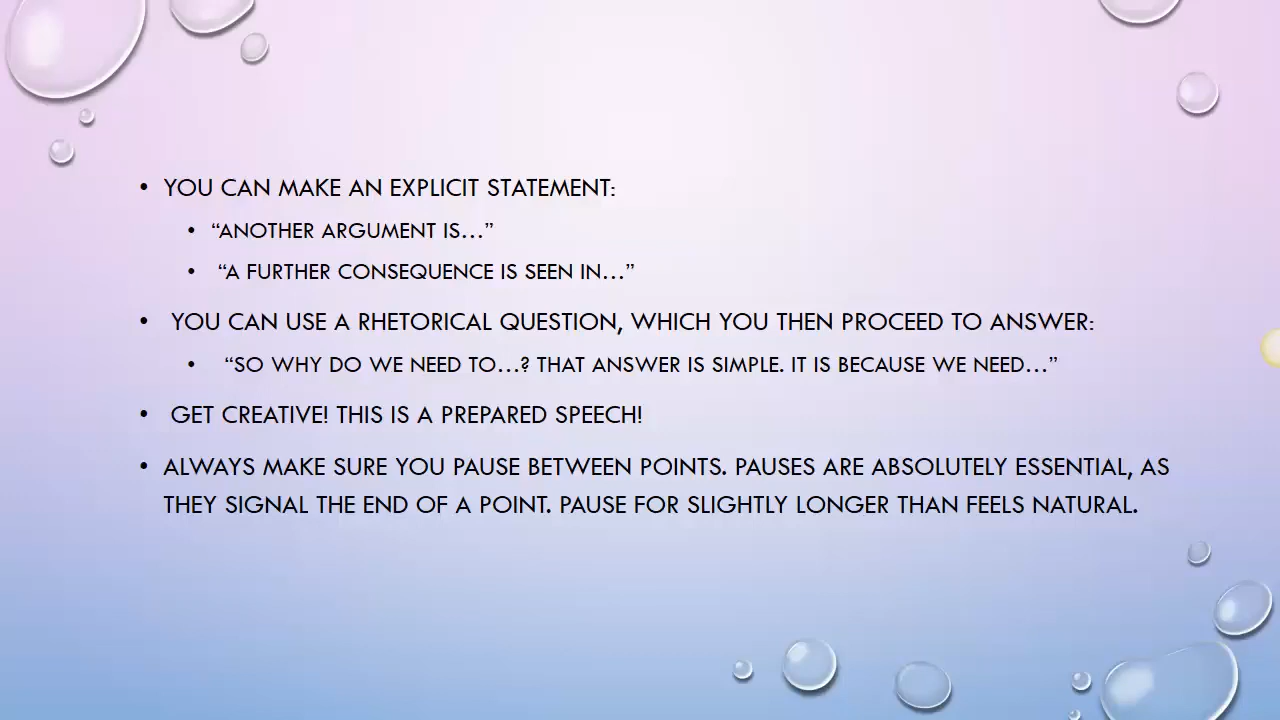 • YOU CAN MAKE AN EXPLICIT STATEMENT:
• “ANOTHER ARGUMENT IS…”
• “A FURTHER CONSEQUENCE IS SEEN IN…”
• YOU CAN USE A RHETORICAL QUESTION, WHICH YOU THEN PROCEED TO ANSWER:
• “SO WHY DO WE NEED TO…? THAT ANSWER IS SIMPLE. IT IS BECAUSE WE NEED…”
• GET CREATIVE! THIS IS A PREPARED SPEECH!
• ALWAYS MAKE SURE YOU PAUSE BETWEEN POINTS. PAUSES ARE ABSOLUTELY ESSENTIAL, AS
THEY SIGNAL THE END OF A POINT. PAUSE FOR SLIGHTLY LONGER THAN FEELS NATURAL.